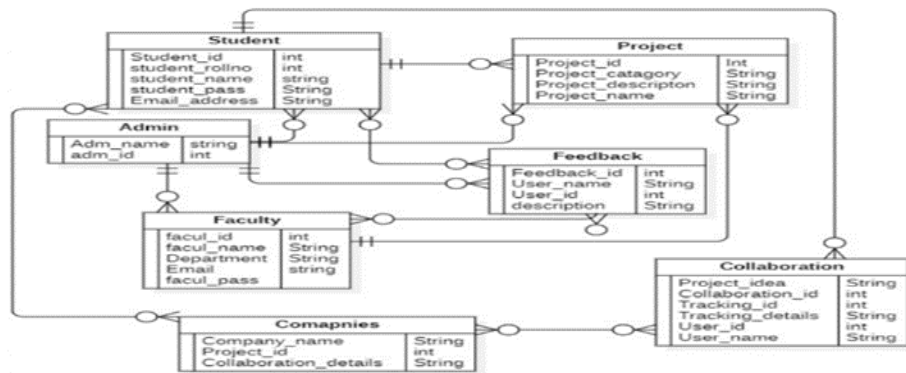 Student
Student_id int
student_rollno int
student_name string
student_pass String
Email_address String
Project
Project_id Int
Project_catagory String
Project_descripton String
Project_name String
Admin
Adm_name string
adm_id int
Feedback
Feedback_id int
User_name String
User_id int
description String
Faculty
facul_id int
facul_name String
Department String
Email string
facul_pass
Collaboration
Project_idea String
Collaboration_id int
Tracking_id int
Tracking_details String
User_id int
User_name String
Comapnies
Company_name String
Project_id int
Collaboration_details String